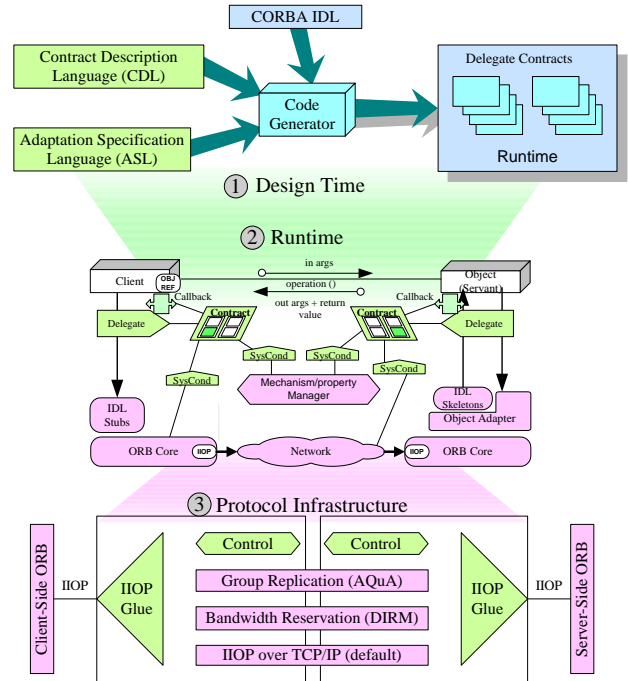 CORBA IDL
Contract Description
Language (CDL)
Delegate Contracts
Code
Generator
Adaptation Specification
Language (ASL)
Runtime
1 Design Time
2 Runtime
in args
Client
OBJ
REF
operation ()
Object
(Servant)
Callback
out args + return
value
Callback
Contract
Contract
Delegate
Delegate
SysCond
SysCond
SysCond
SysCond
Mechanism/property
Manager
IDL
Stubs
IDL
Skeletons
Object Adapter
ORB Core
IIOP
Network
IIOP
ORB Core
3 Protocol Infrastructure
Client-Side ORB
IIOP
IIOP
Glue
Control
Control
Group Replication (AQuA)
Bandwidth Reservation (DIRM)
IIOP over TCP/IP (default)
IIOP
Glue
IIOP
Server-Side ORB